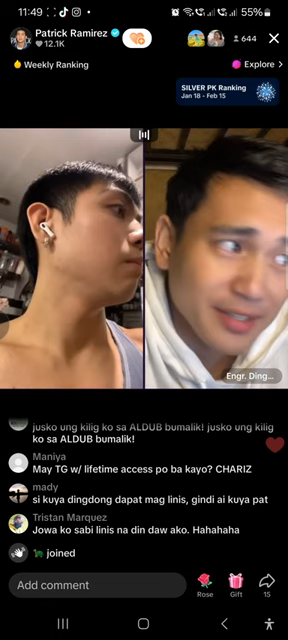 11:49
55%
Patrick Ramirez
12.1K
644
Weekly Ranking
Explore >
SILVER PK Ranking
Jan 18 - Feb 15
Engr. Ding...
jusko ung kilig ko sa ALDUB bumalik! jusko ung kilig
ko sa ALDUB bumalik!
Maniya
May TG w/ lifetime access po ba kayo? CHARIZ
Mady
si kuya dingdong dapat mag linis, gindi ai kuya pat
Tristan Marquez
Jowa ko sabi linis na din daw ako. Hahahaha
joined
Add comment
Rose
Gift
15